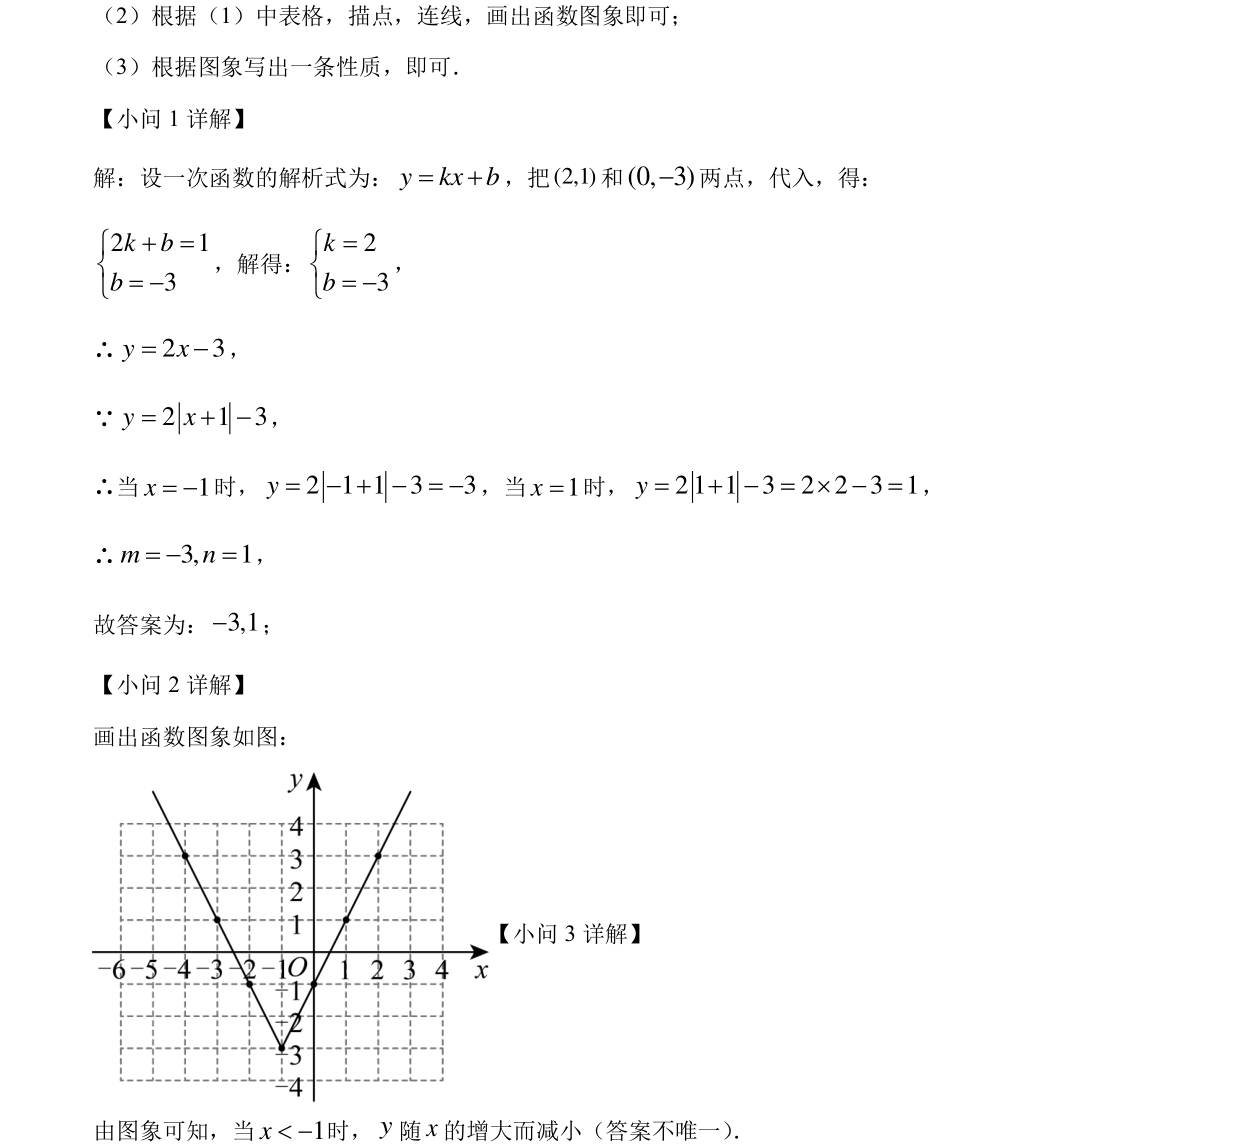 （2）根据（1）中表格，描点，连线，画出函数图象即可；
（3）根据图象写出一条性质，即可．
【小问 1 详解】
解：设一次函数的解析式为：y=kx+b，把(2,1)和(0,−3)两点，代入，得：
{2k+b=1
b=−3，解得：{k=2
b=−3，
∴y=2x−3，
∵y=2|x+1|−3，
∴当x=−1时，y=2|−1+1|−3=−3，当x=1时，y=2|1+1|−3=2×2−3=1，
∴m=−3,n=1，
故答案为：−3,1；
【小问 2 详解】
画出函数图象如图：
y
4
3
2
1
【小问 3 详解】
−6 −5 −4 −3 −2 −1 O 1 2 3 4 x
−1
−2
−3
−4
由图象可知，当x<−1时，y随x的增大而减小（答案不唯一）．